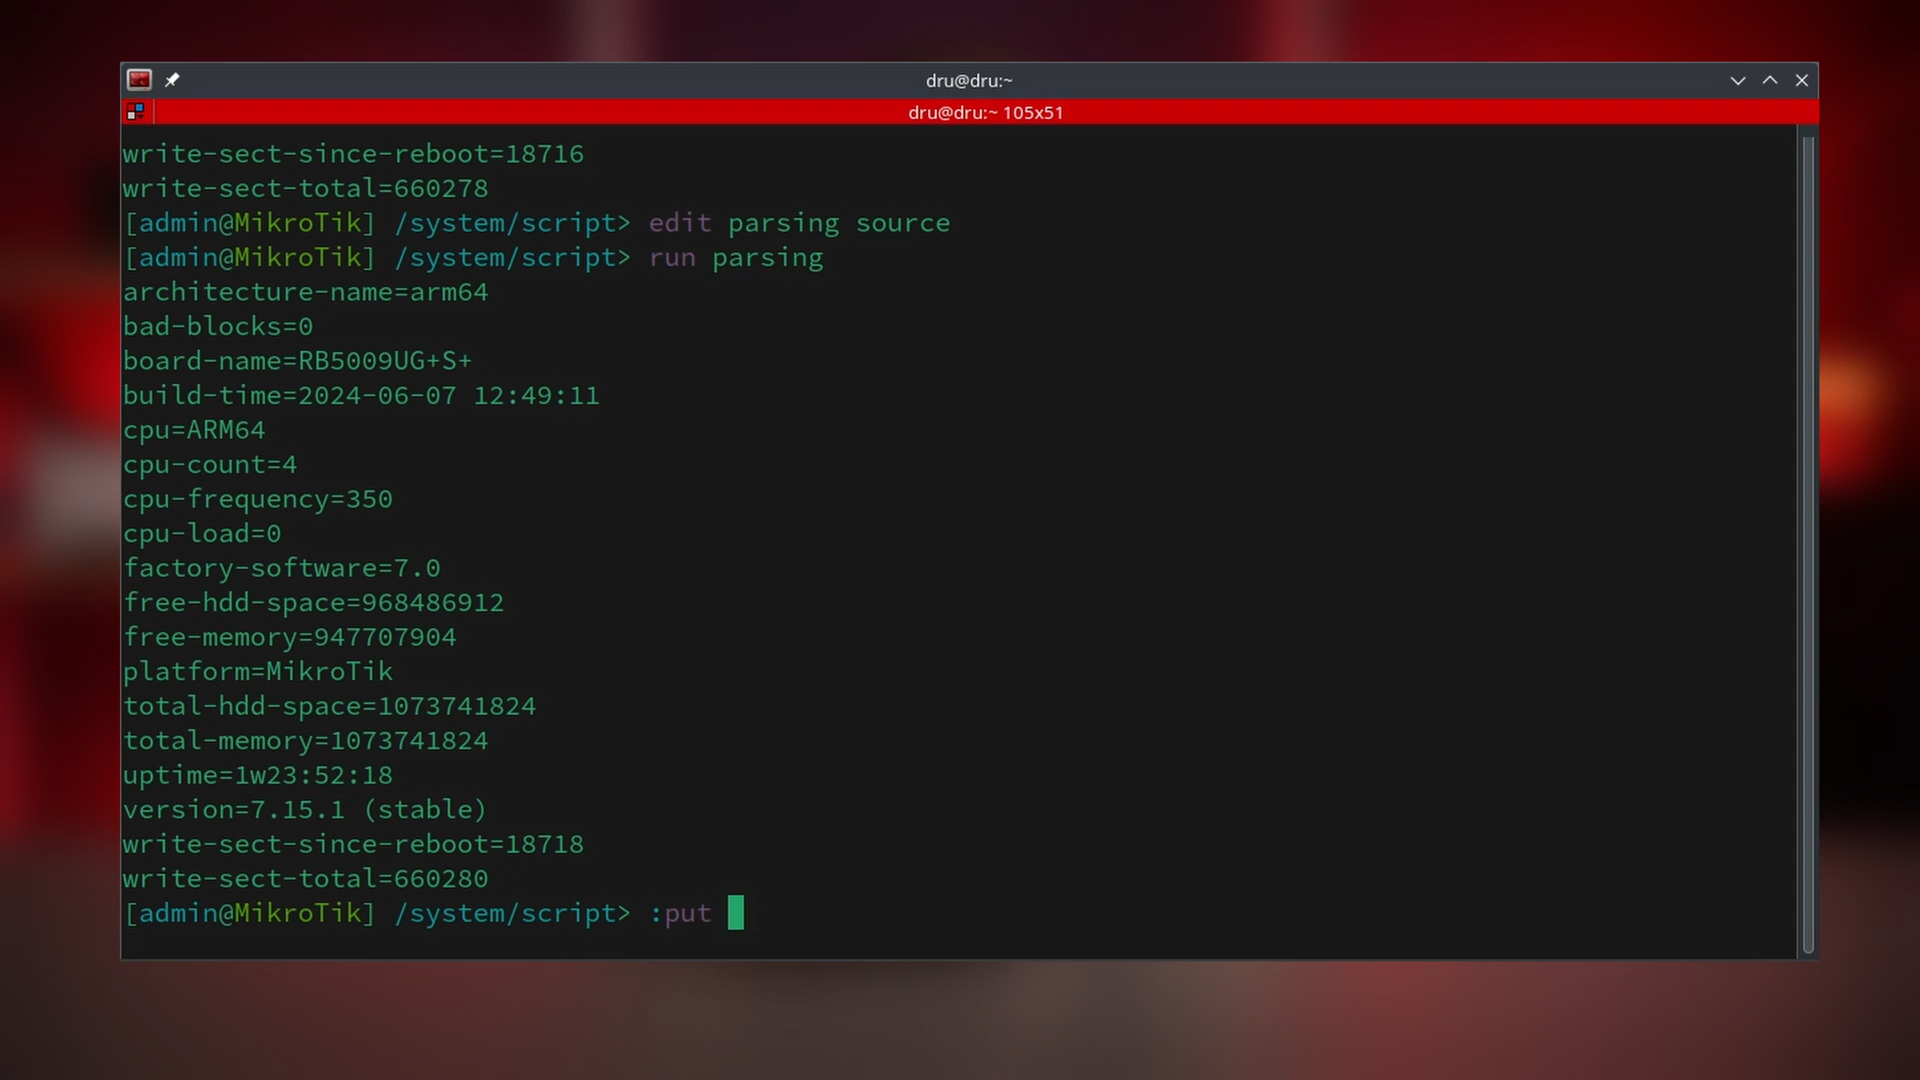 dru@dru:~
dru@dru:~ 105x51
write-sect-since-reboot=18716
write-sect-total=660278
[admin@MikroTik] /system/script> edit parsing source
[admin@MikroTik] /system/script> run parsing
architecture-name=arm64
bad-blocks=0
board-name=RB5009UG+S+
build-time=2024-06-07 12:49:11
cpu=ARM64
cpu-count=4
cpu-frequency=350
cpu-load=0
factory-software=7.0
free-hdd-space=968486912
free-memory=947707904
platform=MikroTik
total-hdd-space=1073741824
total-memory=1073741824
uptime=1w23:52:18
version=7.15.1 (stable)
write-sect-since-reboot=18718
write-sect-total=660280
[admin@MikroTik] /system/script> :put